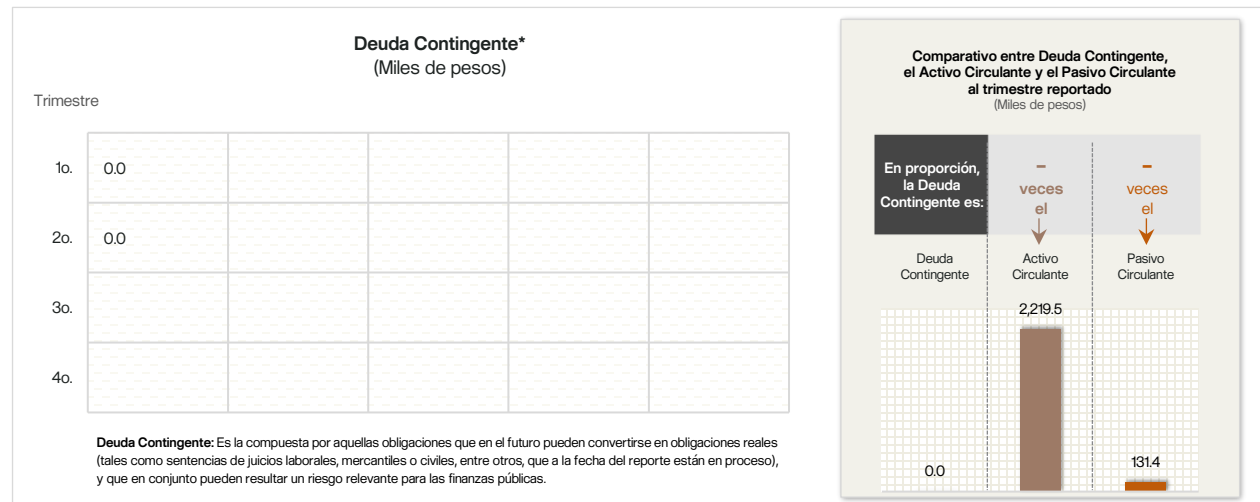 Deuda Contingente*
(Miles de pesos)
Trimestre
1o. 0.0
2o. 0.0
3o.
4o.
Deuda Contingente: Es la compuesta por aquellas obligaciones que en el futuro pueden convertirse en obligaciones reales
(tales como sentencias de juicios laborales, mercantiles o civiles, entre otros, que a la fecha del reporte están en proceso),
y que en conjunto pueden resultar un riesgo relevante para las finanzas públicas.
Comparativo entre Deuda Contingente,
el Activo Circulante y el Pasivo Circulante
al trimestre reportado
(Miles de pesos)
En proporción,
la Deuda
Contingente es:
–
veces
el
–
veces
el
Deuda
Contingente
Activo
Circulante
Pasivo
Circulante
0.0
2,219.5
131.4